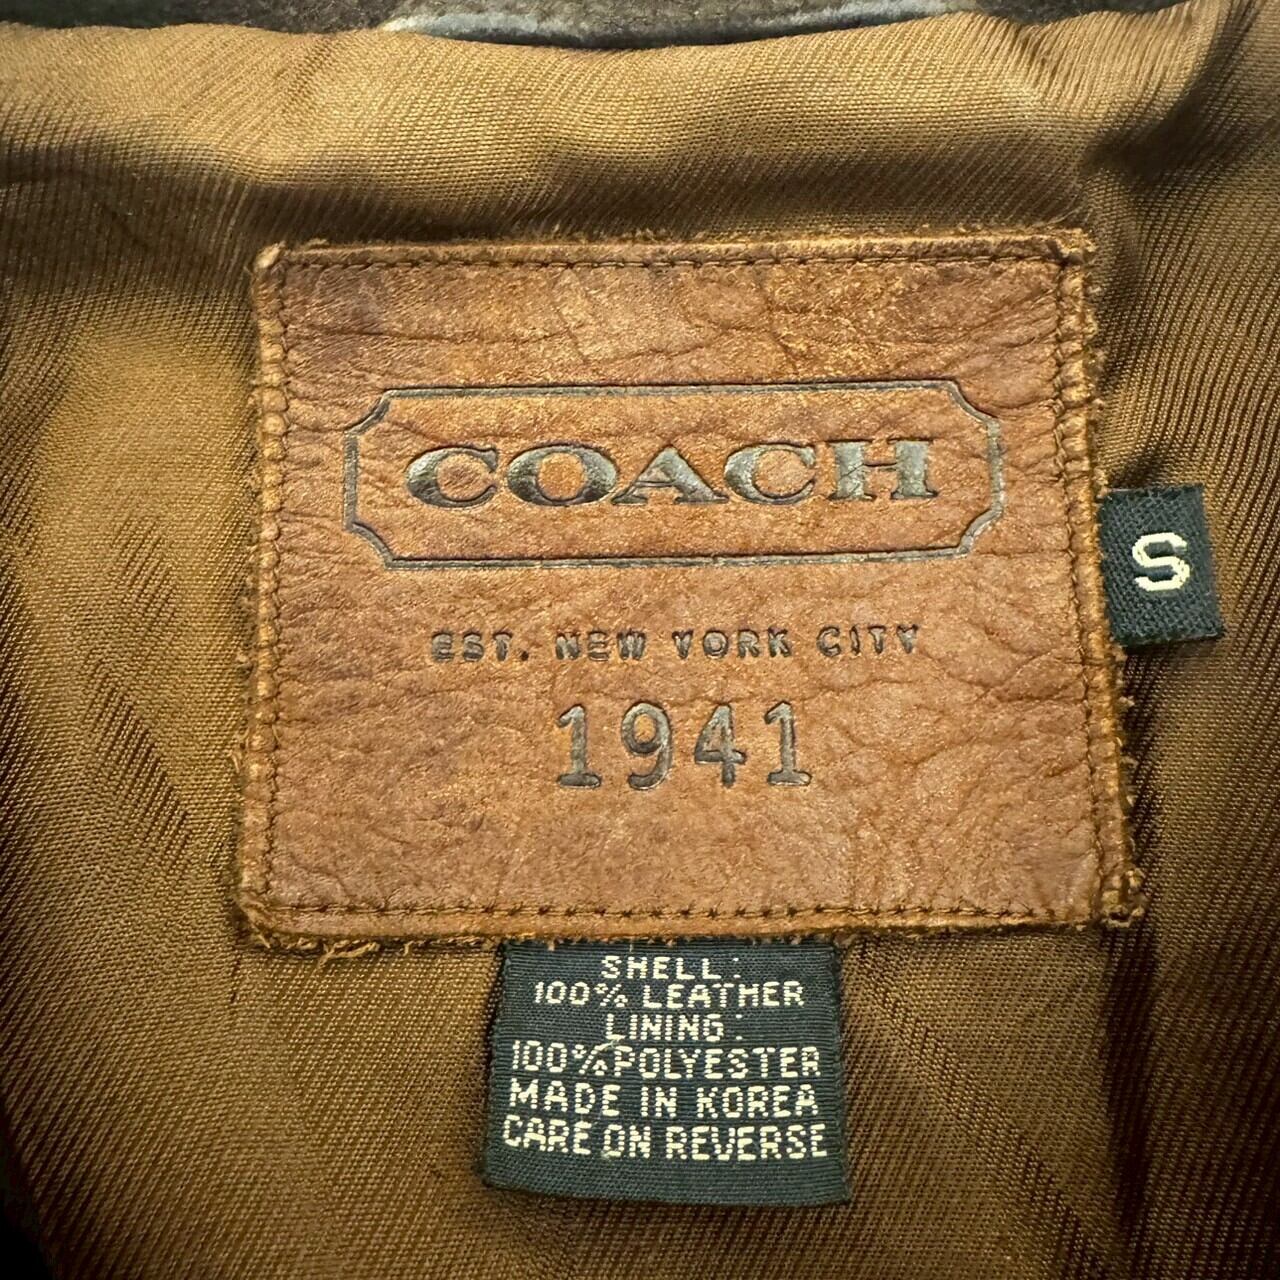 COACH
EST. NEW YORK CITY
1941
S
SHELL:
100% LEATHER
LINING:
100% POLYESTER
MADE IN KOREA
CARE ON REVERSE